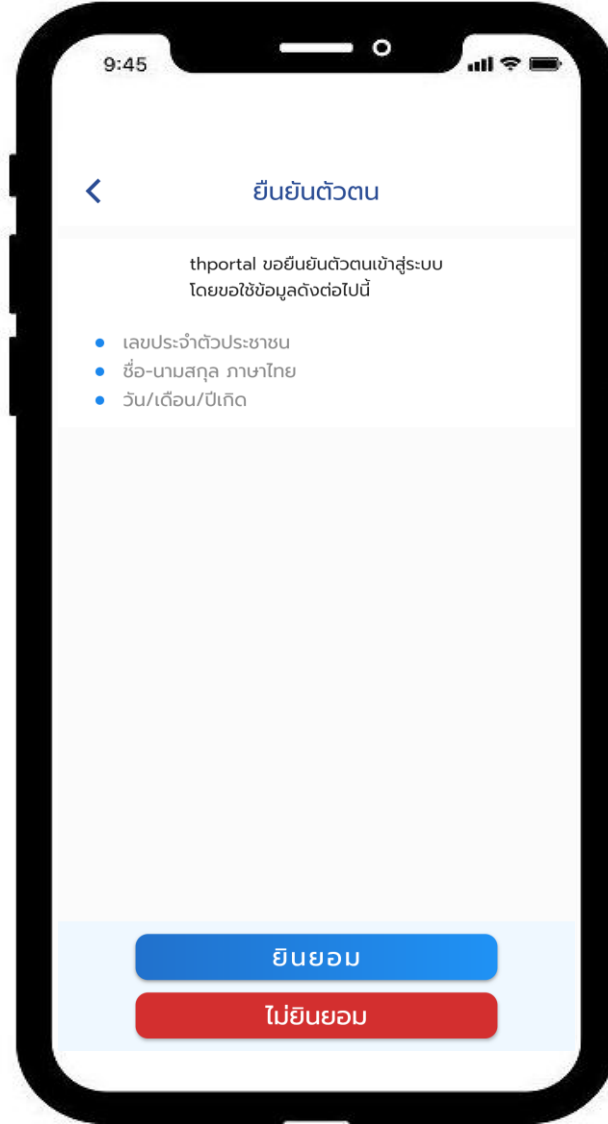 9:45
ยืนยันตัวตน
thportal ขอยืนยันตัวตนเข้าสู่ระบบ
โดยขอใช้ข้อมูลดังต่อไปนี้
เลขประจำตัวประชาชน
ชื่อ-นามสกุล ภาษาไทย
วัน/เดือน/ปีเกิด
ยินยอม
ไม่ยินยอม